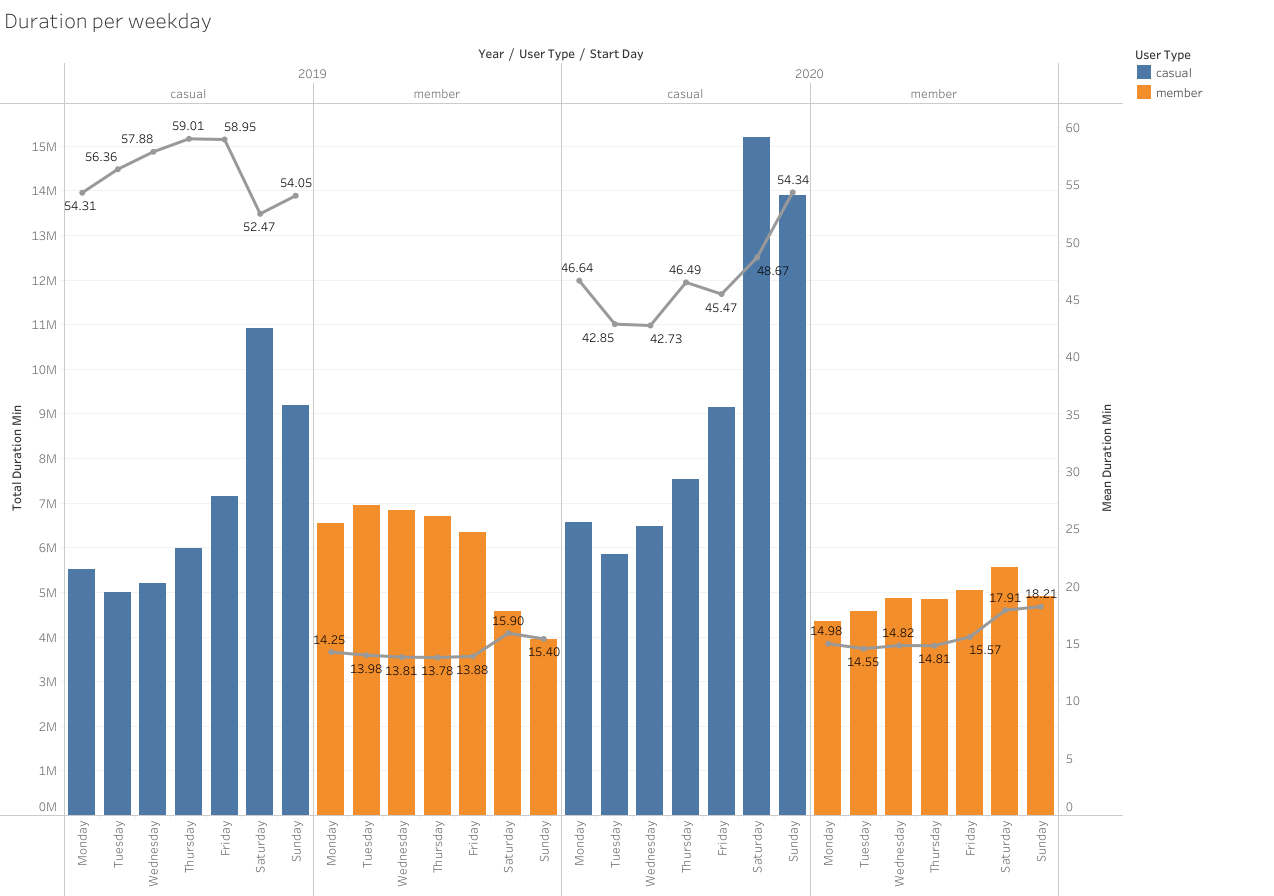 Duration per weekday
Year / User Type / Start Day
User Type
casual
member
2019
2020
casual
member
casual
member
15M
14M
13M
12M
11M
10M
9M
8M
7M
6M
5M
4M
3M
2M
1M
0M
Total Duration Min
54.31
56.36
57.88
59.01
58.95
52.47
54.05
14.25
13.98
13.81
13.78
13.88
15.90
15.40
46.64
42.85
42.73
46.49
45.47
48.67
54.34
14.98
14.55
14.82
14.81
15.57
17.91
18.21
60
55
50
45
40
35
30
25
20
15
10
5
0
Mean Duration Min
Monday
Tuesday
Wednesday
Thursday
Friday
Saturday
Sunday
Monday
Tuesday
Wednesday
Thursday
Friday
Saturday
Sunday
Monday
Tuesday
Wednesday
Thursday
Friday
Saturday
Sunday
Monday
Tuesday
Wednesday
Thursday
Friday
Saturday
Sunday